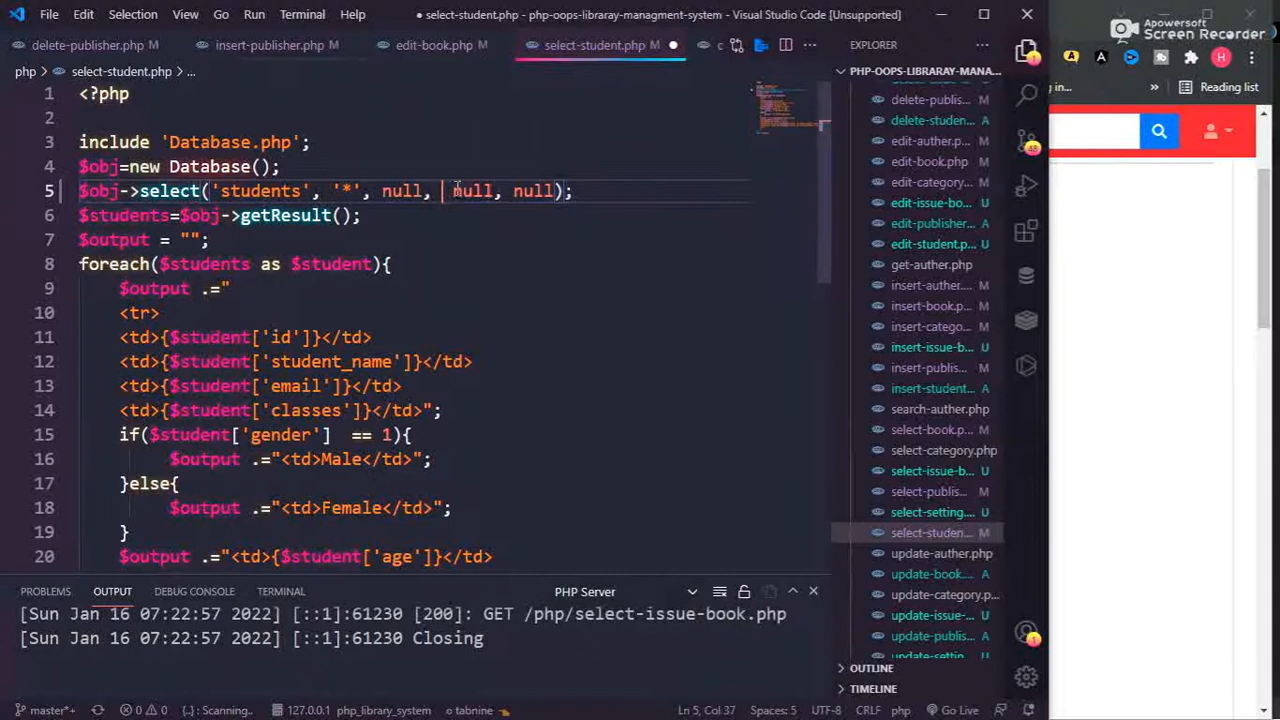 File Edit Selection View Go Run Terminal Help ● select-student.php - php-oops-libraray-managment-system - Visual Studio Code [Unsupported]
Apowersoft
Screen Recorder
delete-publisher.php M insert-publisher.php M edit-book.php M select-student.php M ● c
EXPLORER
php > select-student.php > ...
PHP-OOPS-LIBRARAY-MANA...
in... » Reading list
1 <?php
2
3 include 'Database.php';
4 $obj=new Database();
5 $obj->select('students', '*', null, null, null);
6 $students=$obj->getResult();
7 $output = "";
8 foreach($students as $student){
9 $output .="
10 <tr>
11 <td>{$student['id']}</td>
12 <td>{$student['student_name']}</td>
13 <td>{$student['email']}</td>
14 <td>{$student['classes']}</td>";
15 if($student['gender'] == 1){
16 $output .="<td>Male</td>";
17 }else{
18 $output .="<td>Female</td>";
19 }
20 $output .="<td>{$student['age']}</td>
delete-publis... M
delete-studen... A
edit-auther.php M
edit-book.php M
edit-category... M
edit-issue-bo... U
edit-publisher... A
edit-student.p... U
get-auther.php M
insert-auther.... M
insert-book.p... M
insert-catego... M
insert-issue-b... U
insert-publis... M
insert-student... A
search-auther.php M
select-book.p... M
select-category.php M
select-issue-b... U
select-publis... M
select-setting.... U
select-studen... M
update-auther.php M
update-book.... A
update-category.p... M
update-issue-... U
update-publis... A
update-settin... U
OUTLINE
TIMELINE
PROBLEMS OUTPUT DEBUG CONSOLE TERMINAL PHP Server
[Sun Jan 16 07:22:57 2022] [::1]:61230 [200]: GET /php/select-issue-book.php
[Sun Jan 16 07:22:57 2022] [::1]:61230 Closing
master*+ 0 0 (): Scanning.. 127.0.0.1 php_library_system tabnine Ln 5, Col 37 Spaces: 5 UTF-8 CRLF php Go Live